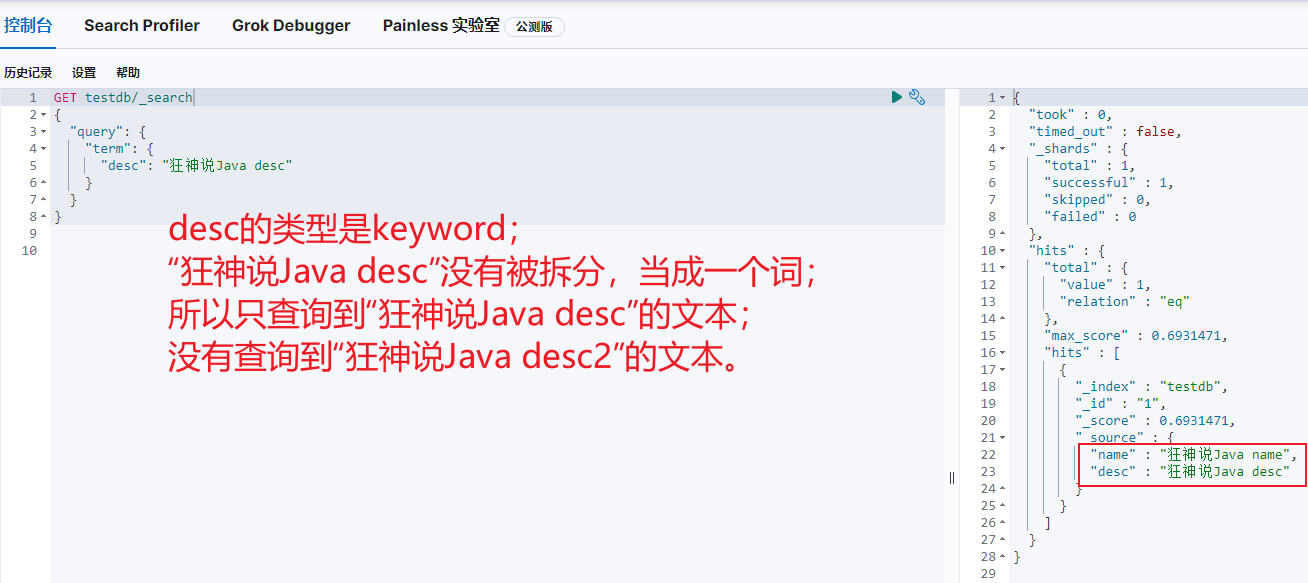 控制台 Search Profiler Grok Debugger Painless 实验室 公测版
历史记录 设置 帮助
1 GET testdb/_search
2 {
3 "query": {
4 "term": {
5 "desc": "狂神说Java desc"
6 }
7 }
8 }
9
10
desc的类型是keyword;
“狂神说Java desc”没有被拆分，当成一个词；
所以只查询到“狂神说Java desc”的文本；
没有查询到“狂神说Java desc2”的文本。
1 {
2 "took" : 0,
3 "timed_out" : false,
4 "_shards" : {
5 "total" : 1,
6 "successful" : 1,
7 "skipped" : 0,
8 "failed" : 0
9 },
10 "hits" : {
11 "total" : {
12 "value" : 1,
13 "relation" : "eq"
14 },
15 "max_score" : 0.6931471,
16 "hits" : [
17 {
18 "_index" : "testdb",
19 "_id" : "1",
20 "_score" : 0.6931471,
21 "_source" : {
22 "name" : "狂神说Java name",
23 "desc" : "狂神说Java desc"
24 }
25 }
26 ]
27 }
28 }
29